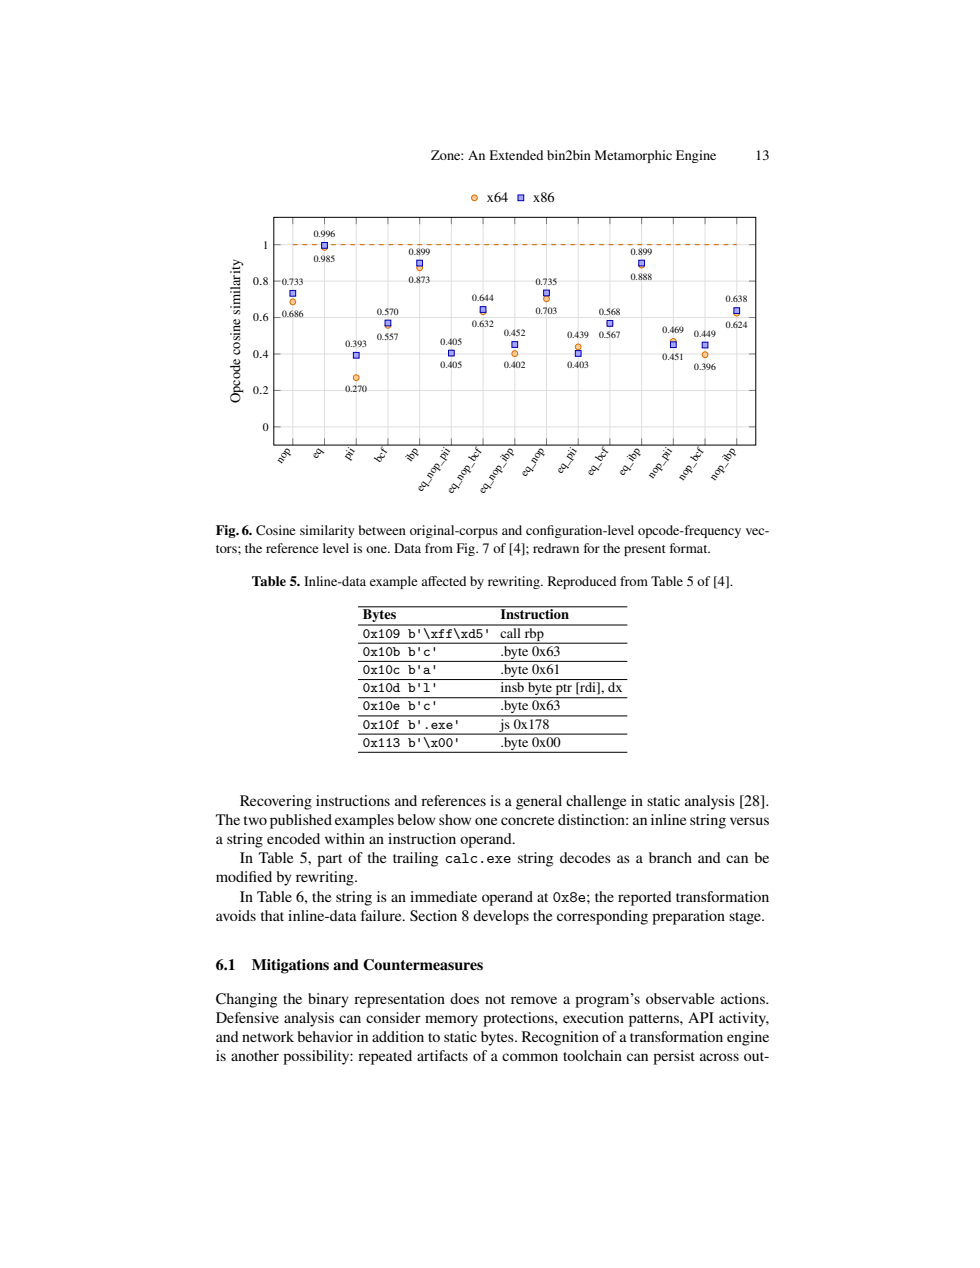 Zone: An Extended bin2bin Metamorphic Engine 13
x64 x86
Opcode cosine similarity
1
0.8
0.6
0.4
0.2
0
0.733
0.686
0.996
0.985
0.393
0.270
0.570
0.557
0.899
0.873
0.405
0.405
0.644
0.632
0.452
0.402
0.735
0.703
0.439
0.403
0.568
0.567
0.899
0.888
0.469
0.451
0.449
0.396
0.638
0.624
nop
eq
pii
bcf
ibp
eq_nop_pii
eq_nop_bcf
eq_nop_ibp
eq_nop
eq_pii
eq_bcf
eq_ibp
nop_pii
nop_bcf
nop_ibp
Fig. 6. Cosine similarity between original-corpus and configuration-level opcode-frequency vec-
tors; the reference level is one. Data from Fig. 7 of [4]; redrawn for the present format.
Table 5. Inline-data example affected by rewriting. Reproduced from Table 5 of [4].
Bytes Instruction
0x109 b'\xff\xd5' call rbp
0x10b b'c' .byte 0x63
0x10c b'a' .byte 0x61
0x10d b'l' insb byte ptr [rdi], dx
0x10e b'c' .byte 0x63
0x10f b'.exe' js 0x178
0x113 b'\x00' .byte 0x00
Recovering instructions and references is a general challenge in static analysis [28].
The two published examples below show one concrete distinction: an inline string versus
a string encoded within an instruction operand.
In Table 5, part of the trailing calc.exe string decodes as a branch and can be
modified by rewriting.
In Table 6, the string is an immediate operand at 0x8e; the reported transformation
avoids that inline-data failure. Section 8 develops the corresponding preparation stage.
6.1 Mitigations and Countermeasures
Changing the binary representation does not remove a program's observable actions.
Defensive analysis can consider memory protections, execution patterns, API activity,
and network behavior in addition to static bytes. Recognition of a transformation engine
is another possibility: repeated artifacts of a common toolchain can persist across out-